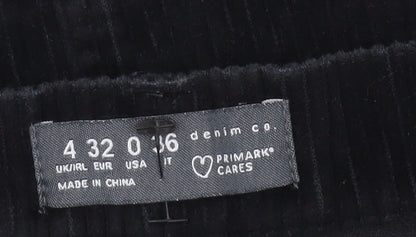 4 32 0 36 denim co.
UK/IRL EUR USA IT
PRIMARK®
CARES
MADE IN CHINA